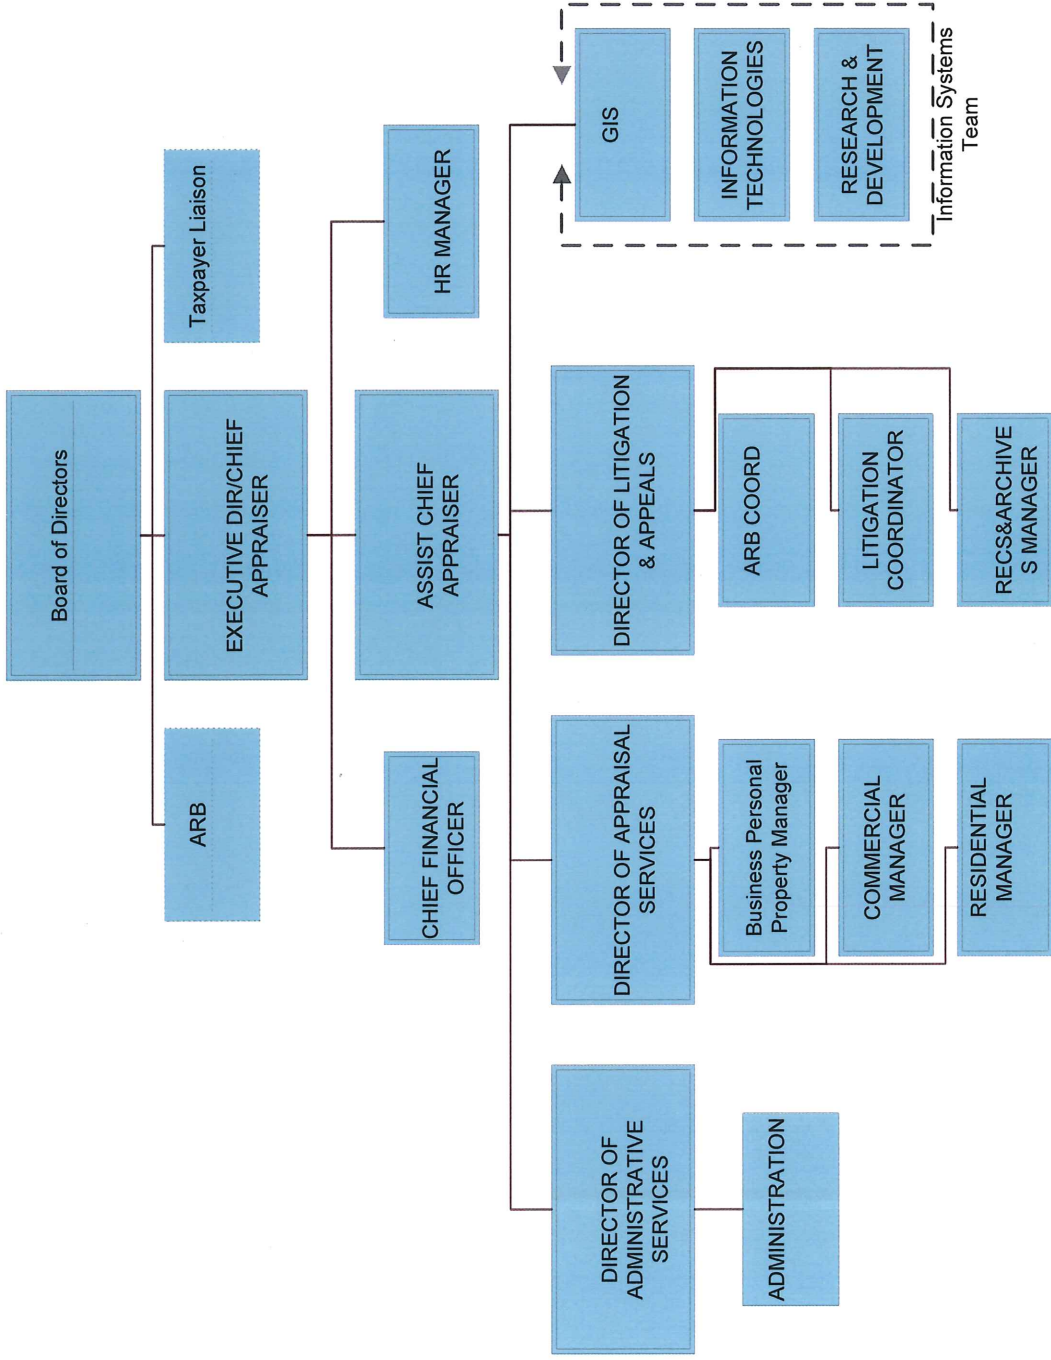 Board of Directors
ARB
Taxpayer Liaison
EXECUTIVE DIR/CHIEF
APPRAISER
CHIEF FINANCIAL
OFFICER
HR MANAGER
ASSIST CHIEF
APPRAISER
DIRECTOR OF
ADMINISTRATIVE
SERVICES
ADMINISTRATION
DIRECTOR OF APPRAISAL
SERVICES
Business Personal
Property Manager
COMMERCIAL
MANAGER
RESIDENTIAL
MANAGER
DIRECTOR OF LITIGATION
& APPEALS
ARB COORD
LITIGATION
COORDINATOR
RECS&ARCHIVE
S MANAGER
GIS
INFORMATION
TECHNOLOGIES
RESEARCH &
DEVELOPMENT
Information Systems
Team